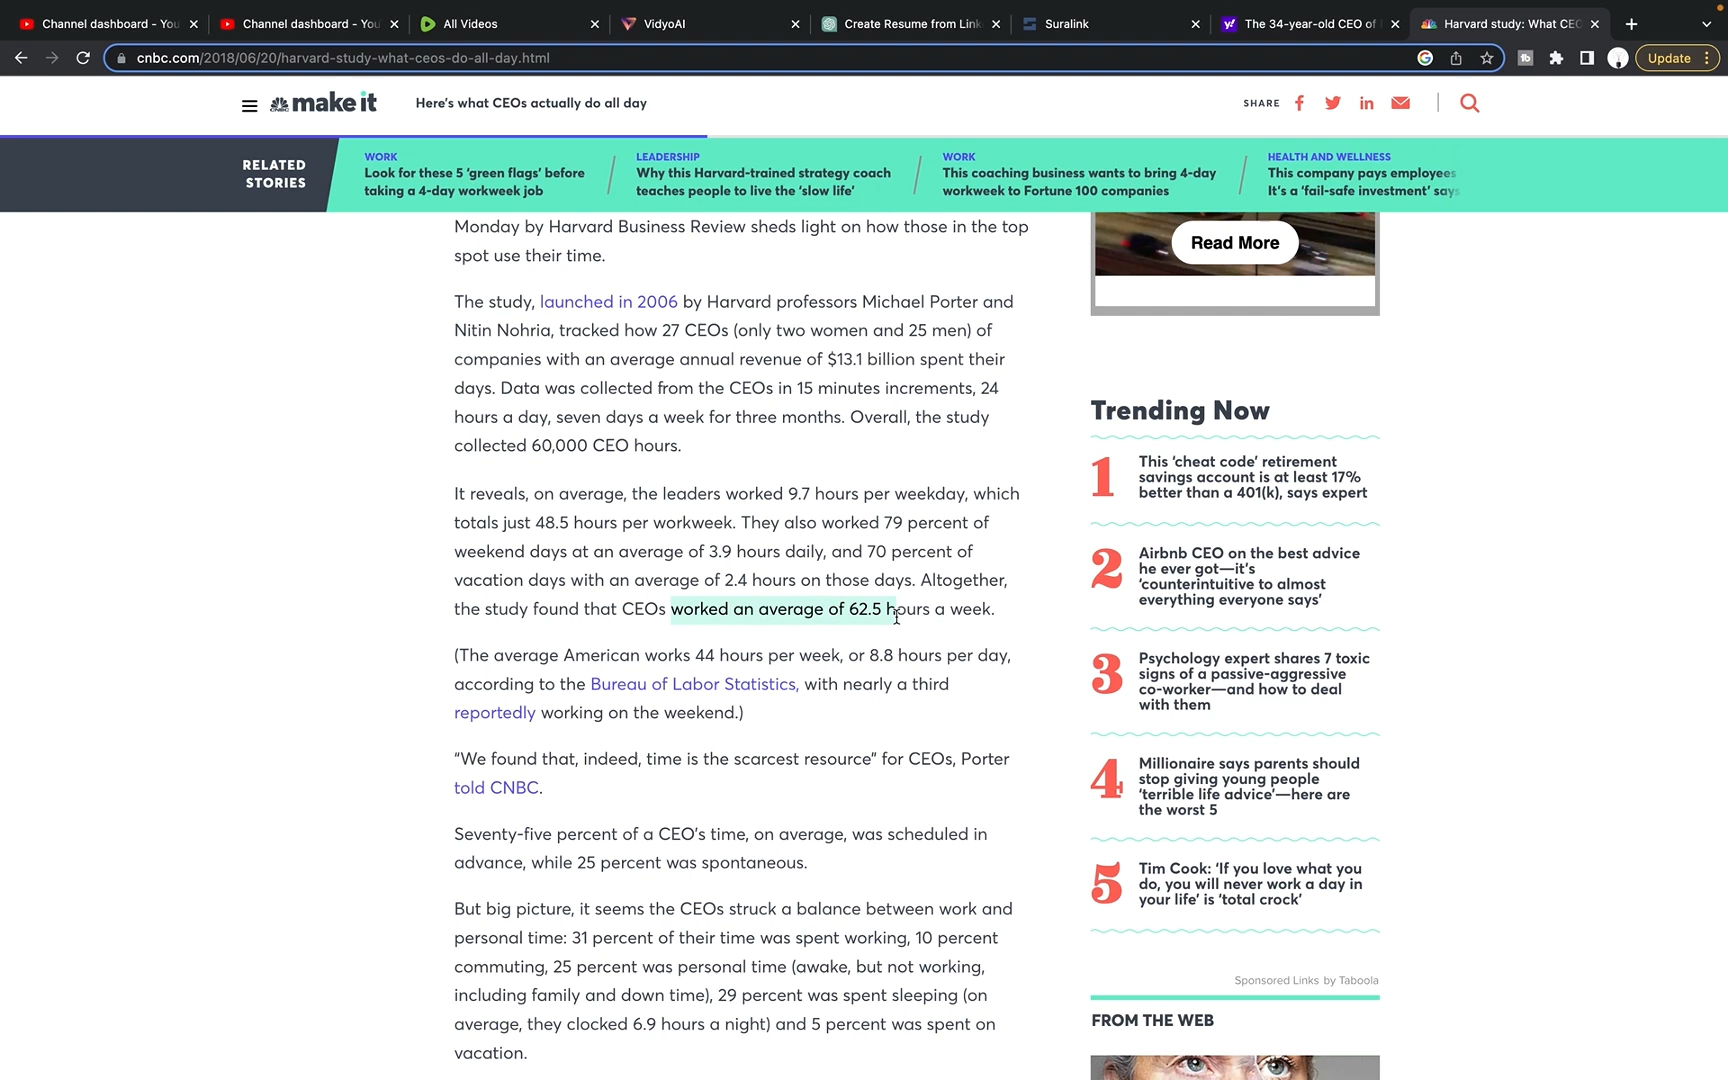 Channel dashboard - You
Channel dashboard - You
All Videos
VidyoAI
Create Resume from Link
Suralink
The 34-year-old CEO of
Harvard study: What CEO
cnbc.com/2018/06/20/harvard-study-what-ceos-do-all-day.html
Update
make it
Here's what CEOs actually do all day
SHARE
RELATED
STORIES
WORK
Look for these 5 'green flags' before
taking a 4-day workweek job
LEADERSHIP
Why this Harvard-trained strategy coach
teaches people to live the 'slow life'
WORK
This coaching business wants to bring 4-day
workweek to Fortune 100 companies
HEALTH AND WELLNESS
This company pays employees
It's a 'fail-safe investment' says
Monday by Harvard Business Review sheds light on how those in the top
spot use their time.
The study, launched in 2006 by Harvard professors Michael Porter and
Nitin Nohria, tracked how 27 CEOs (only two women and 25 men) of
companies with an average annual revenue of $13.1 billion spent their
days. Data was collected from the CEOs in 15 minutes increments, 24
hours a day, seven days a week for three months. Overall, the study
collected 60,000 CEO hours.
It reveals, on average, the leaders worked 9.7 hours per weekday, which
totals just 48.5 hours per workweek. They also worked 79 percent of
weekend days at an average of 3.9 hours daily, and 70 percent of
vacation days with an average of 2.4 hours on those days. Altogether,
the study found that CEOs worked an average of 62.5 hours a week.
(The average American works 44 hours per week, or 8.8 hours per day,
according to the Bureau of Labor Statistics, with nearly a third
reportedly working on the weekend.)
"We found that, indeed, time is the scarcest resource" for CEOs, Porter
told CNBC.
Seventy-five percent of a CEO's time, on average, was scheduled in
advance, while 25 percent was spontaneous.
But big picture, it seems the CEOs struck a balance between work and
personal time: 31 percent of their time was spent working, 10 percent
commuting, 25 percent was personal time (awake, but not working,
including family and down time), 29 percent was spent sleeping (on
average, they clocked 6.9 hours a night) and 5 percent was spent on
vacation.
Read More
Trending Now
1
This 'cheat code' retirement
savings account is at least 17%
better than a 401(k), says expert
2
Airbnb CEO on the best advice
he ever got—it's
'counterintuitive to almost
everything everyone says'
3
Psychology expert shares 7 toxic
signs of a passive-aggressive
co-worker—and how to deal
with them
4
Millionaire says parents should
stop giving young people
'terrible life advice'—here are
the worst 5
5
Tim Cook: 'If you love what you
do, you will never work a day in
your life' is 'total crock'
Sponsored Links by Taboola
FROM THE WEB